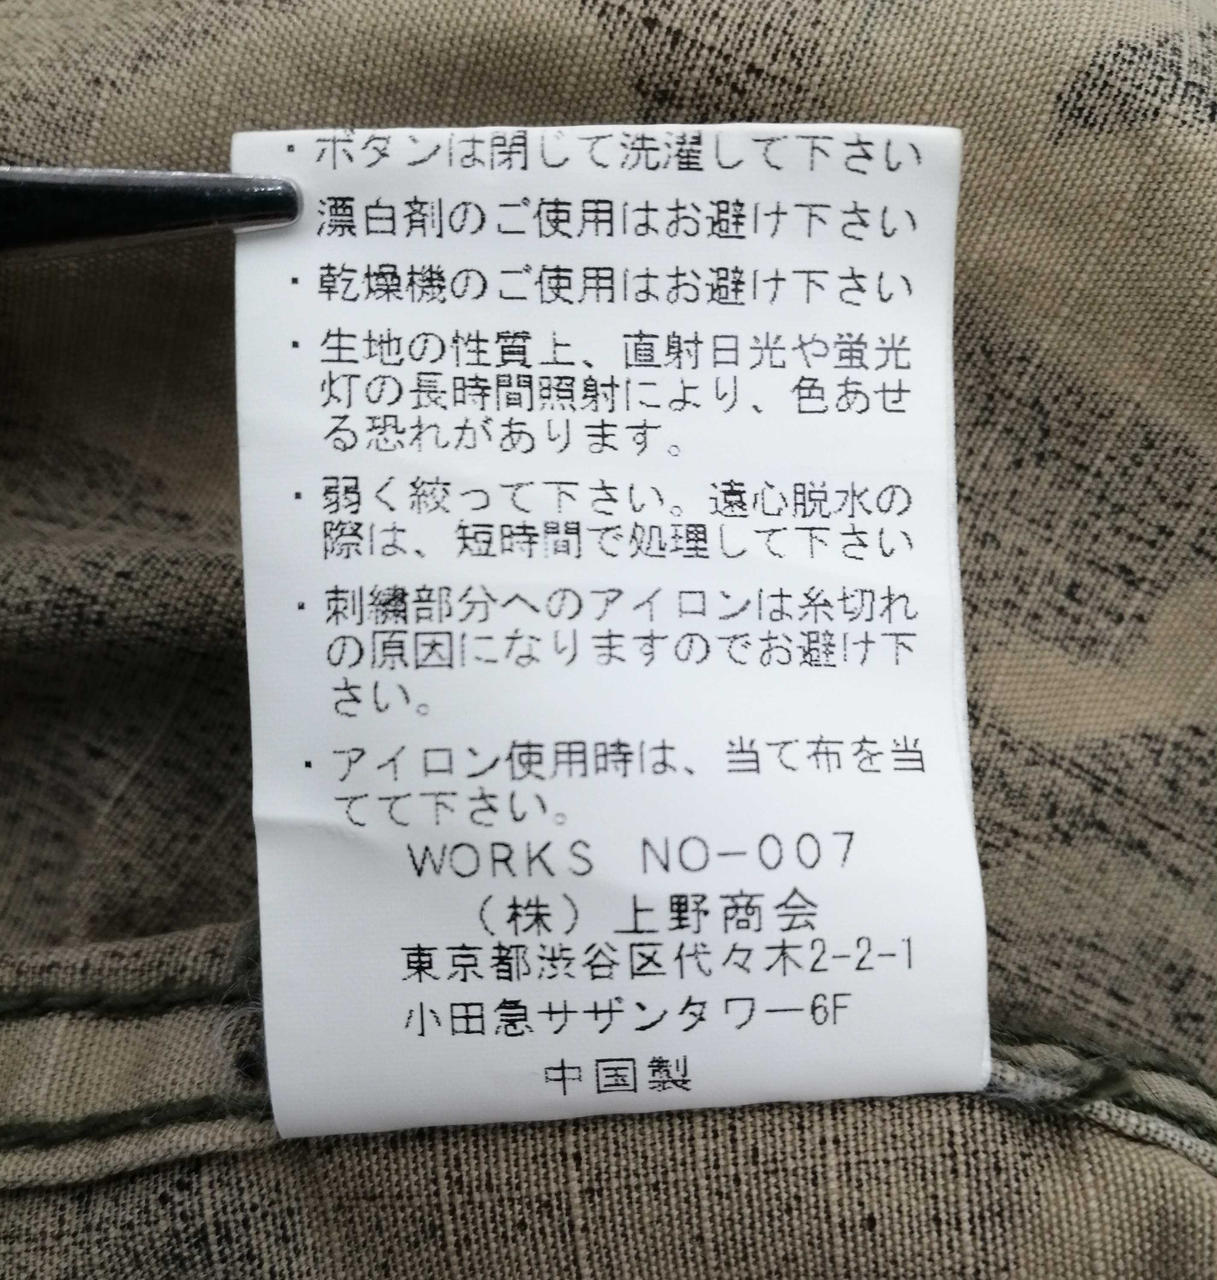 ・ボタンは閉じて洗濯して下さい
漂白剤のご使用はお避け下さい
・乾燥機のご使用はお避け下さい
・生地の性質上、直射日光や蛍光
灯の長時間照射により、色あせ
る恐れがあります。
・弱く絞って下さい。遠心脱水の
際は、短時間で処理して下さい
・刺繍部分へのアイロンは糸切れ
の原因になりますのでお避け下
さい。
・アイロン使用時は、当て布を当
てて下さい。
WORKS NO-007
(株)上野商会
東京都渋谷区代々木2-2-1
小田急サザンタワー6F
中国製